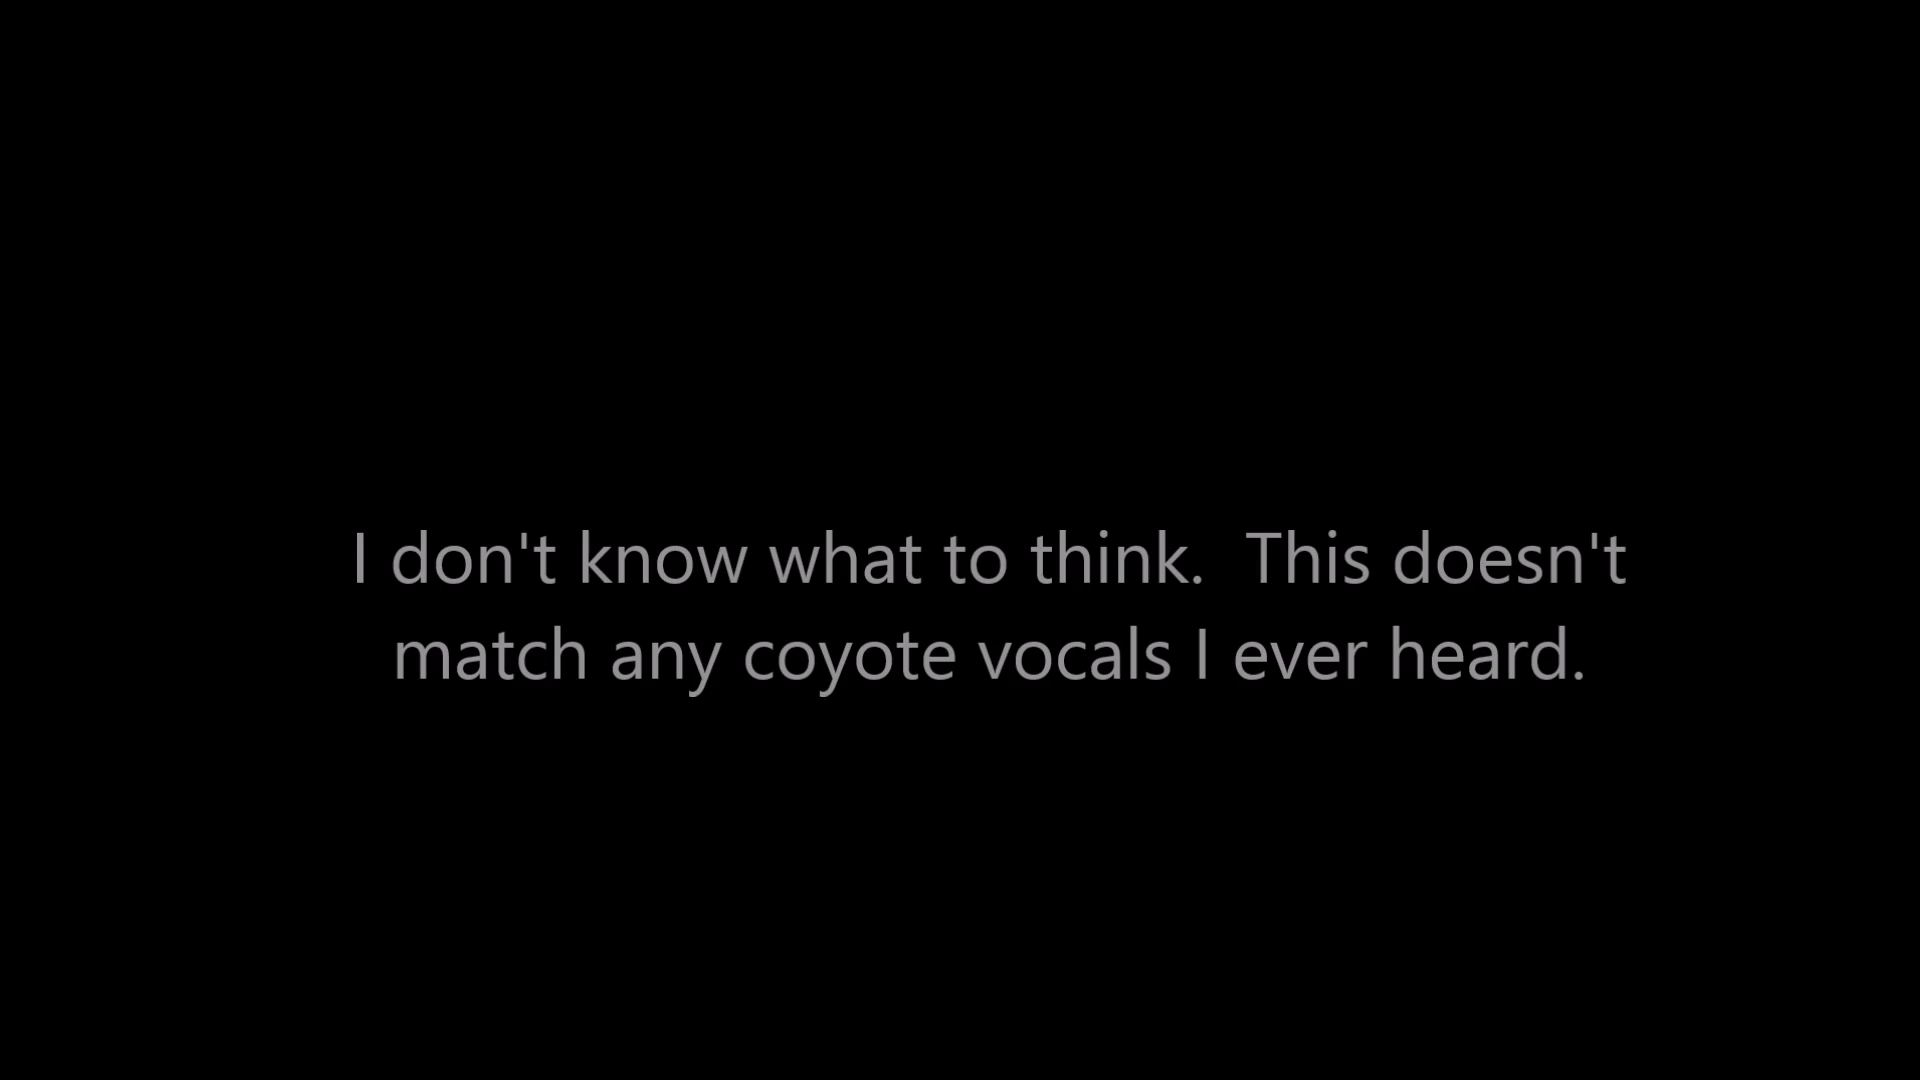 I don't know what to think.  This doesn't
match any coyote vocals I ever heard.